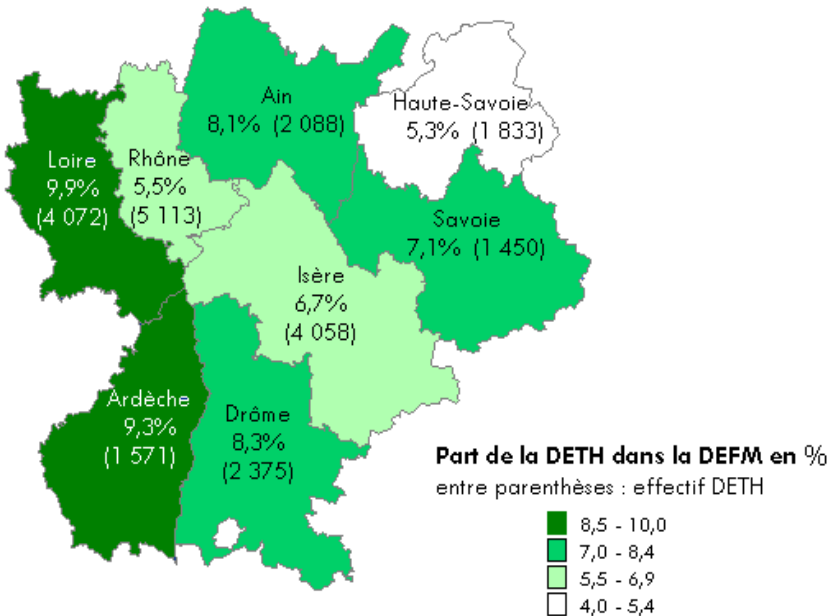 Ain
8,1% (2 088)
Haute-Savoie
5,3% (1 833)
Loire
9,9%
(4 072)
Rhône
5,5%
(5 113)
Savoie
7,1% (1 450)
Isère
6,7%
(4 058)
Ardèche
9,3%
(1 571)
Drôme
8,3%
(2 375)
Part de la DETH dans la DEFM en %
entre parenthèses : effectif DETH
8,5 - 10,0
7,0 - 8,4
5,5 - 6,9
4,0 - 5,4